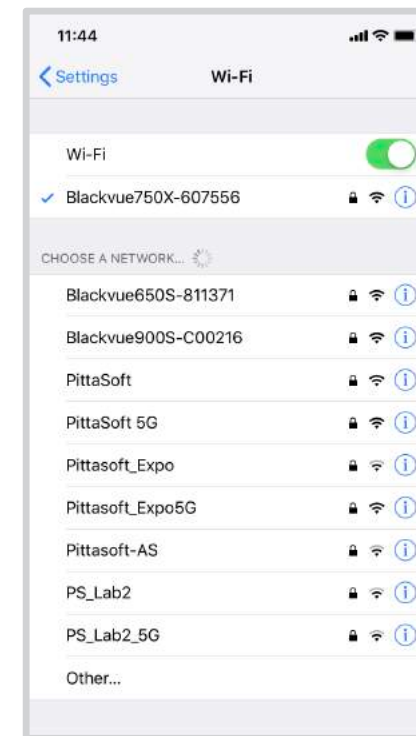 11:44
Settings Wi-Fi
Wi-Fi
Blackvue750X-607556
CHOOSE A NETWORK...
Blackvue650S-811371
Blackvue900S-C00216
PittaSoft
PittaSoft 5G
Pittasoft_Expo
Pittasoft_Expo5G
Pittasoft-AS
PS_Lab2
PS_Lab2_5G
Other...